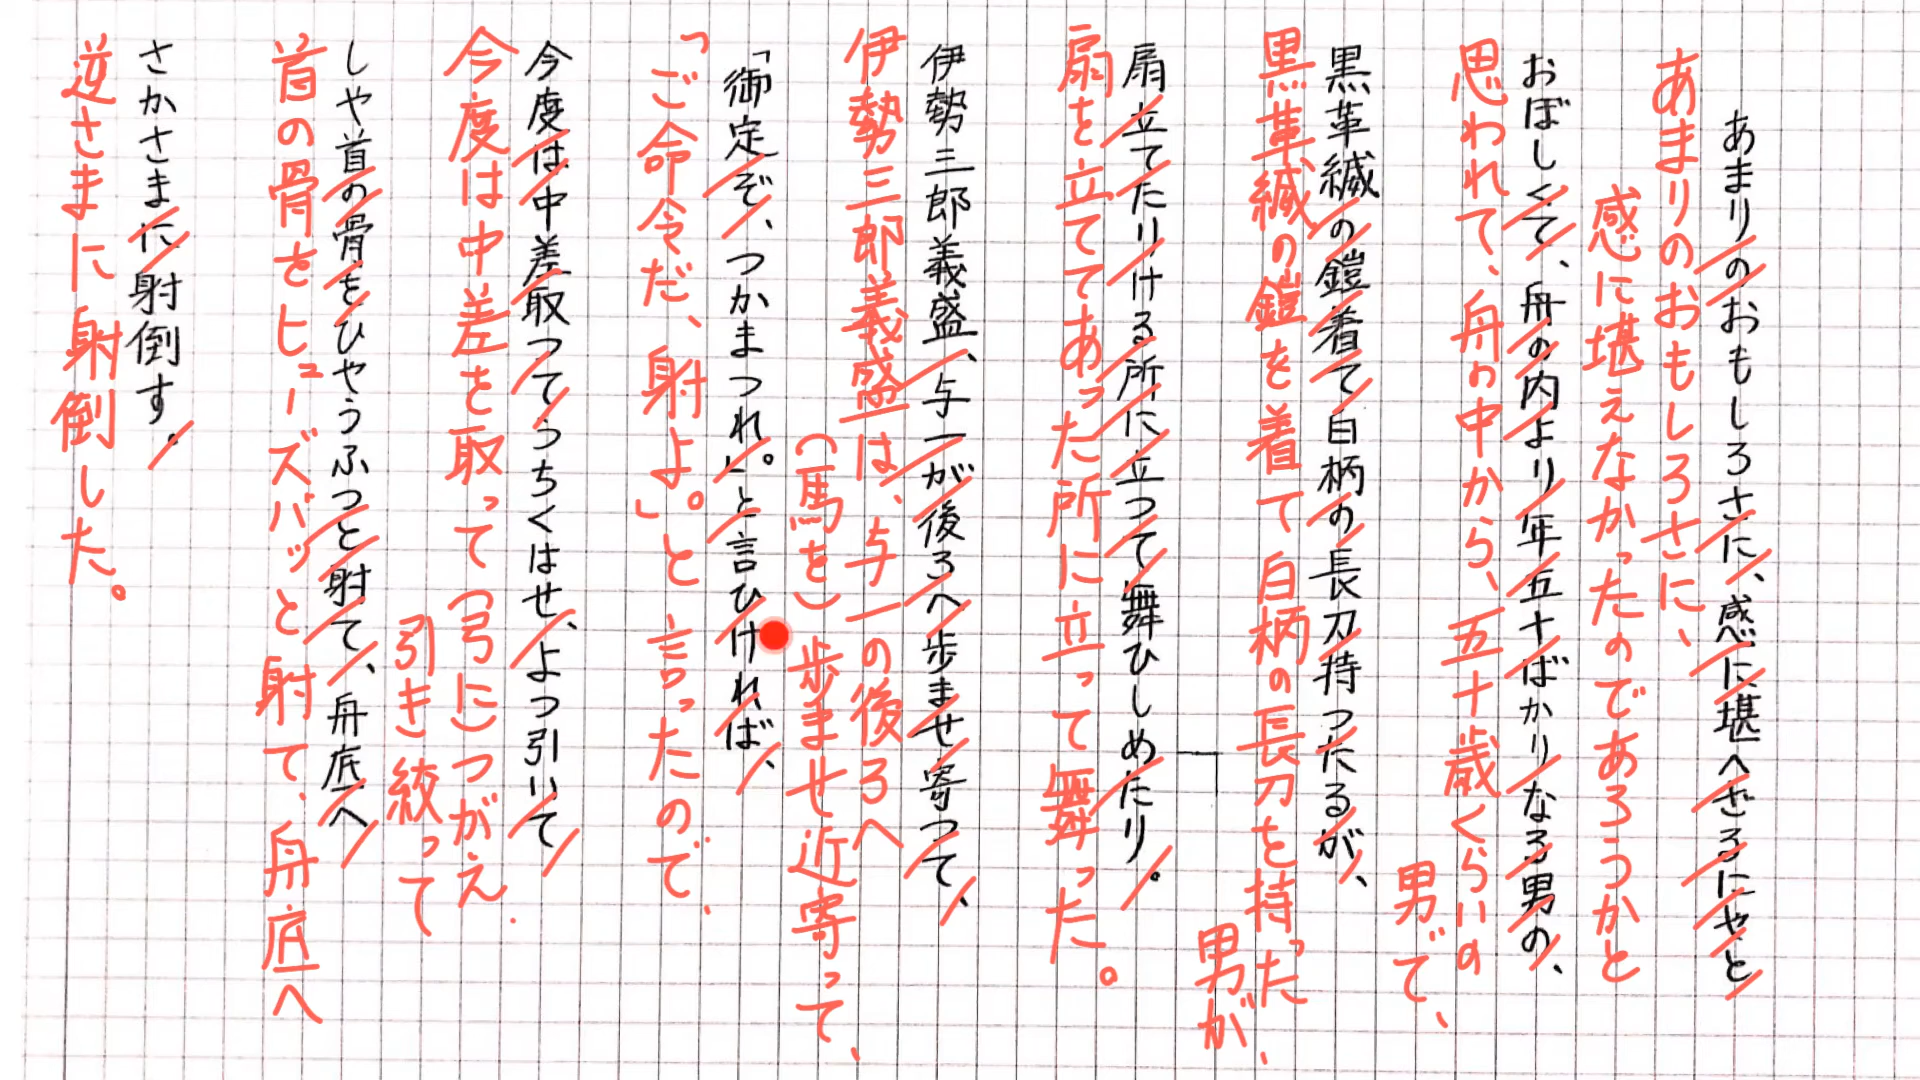 あまりのおもしろさに、感に堪へざるにやと
あまりのおもしろさに、
感に堪えなかったのであろうかと
おぼしくて、舟の内より年五十ばかりなる男の、
思われて、舟の中から、五十歳くらいの
男で、
黒革縅の鎧着て白柄の長刀持つたるが、
黒革縅の鎧を着て白柄の長刀を持った
男が、
扇立てたりける所に立つて舞ひしめたり。
扇を立ててあった所に立って舞った。
伊勢三郎義盛、与一が後ろへ歩ませ寄つて、
伊勢三郎義盛は、与一の後ろへ
(馬を)歩ませ近寄って、
「御定ぞ、つかまつれ。」と言ひければ、
「ご命令だ、射よ。」と言ったので、
今度は中差取つてうちくはせ、よつ引いて
今度は中差を取って(弓に)つがえ、
引き絞って
しや首の骨をひやうふつと射て、舟底へ
首の骨をヒューズバッと射て、舟底へ
さかさまに射倒す。
逆さまに射倒した。